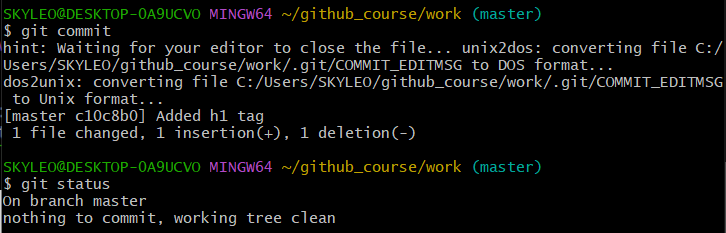 SKYLEO@DESKTOP-0A9UCVO MINGW64 ~/github_course/work (master)
$ git commit
hint: Waiting for your editor to close the file... unix2dos: converting file C:/
Users/SKYLEO/github_course/work/.git/COMMIT_EDITMSG to DOS format...
dos2unix: converting file C:/Users/SKYLEO/github_course/work/.git/COMMIT_EDITMSG
 to Unix format...
[master c10c8b0] Added h1 tag
 1 file changed, 1 insertion(+), 1 deletion(-)
SKYLEO@DESKTOP-0A9UCVO MINGW64 ~/github_course/work (master)
$ git status
On branch master
nothing to commit, working tree clean